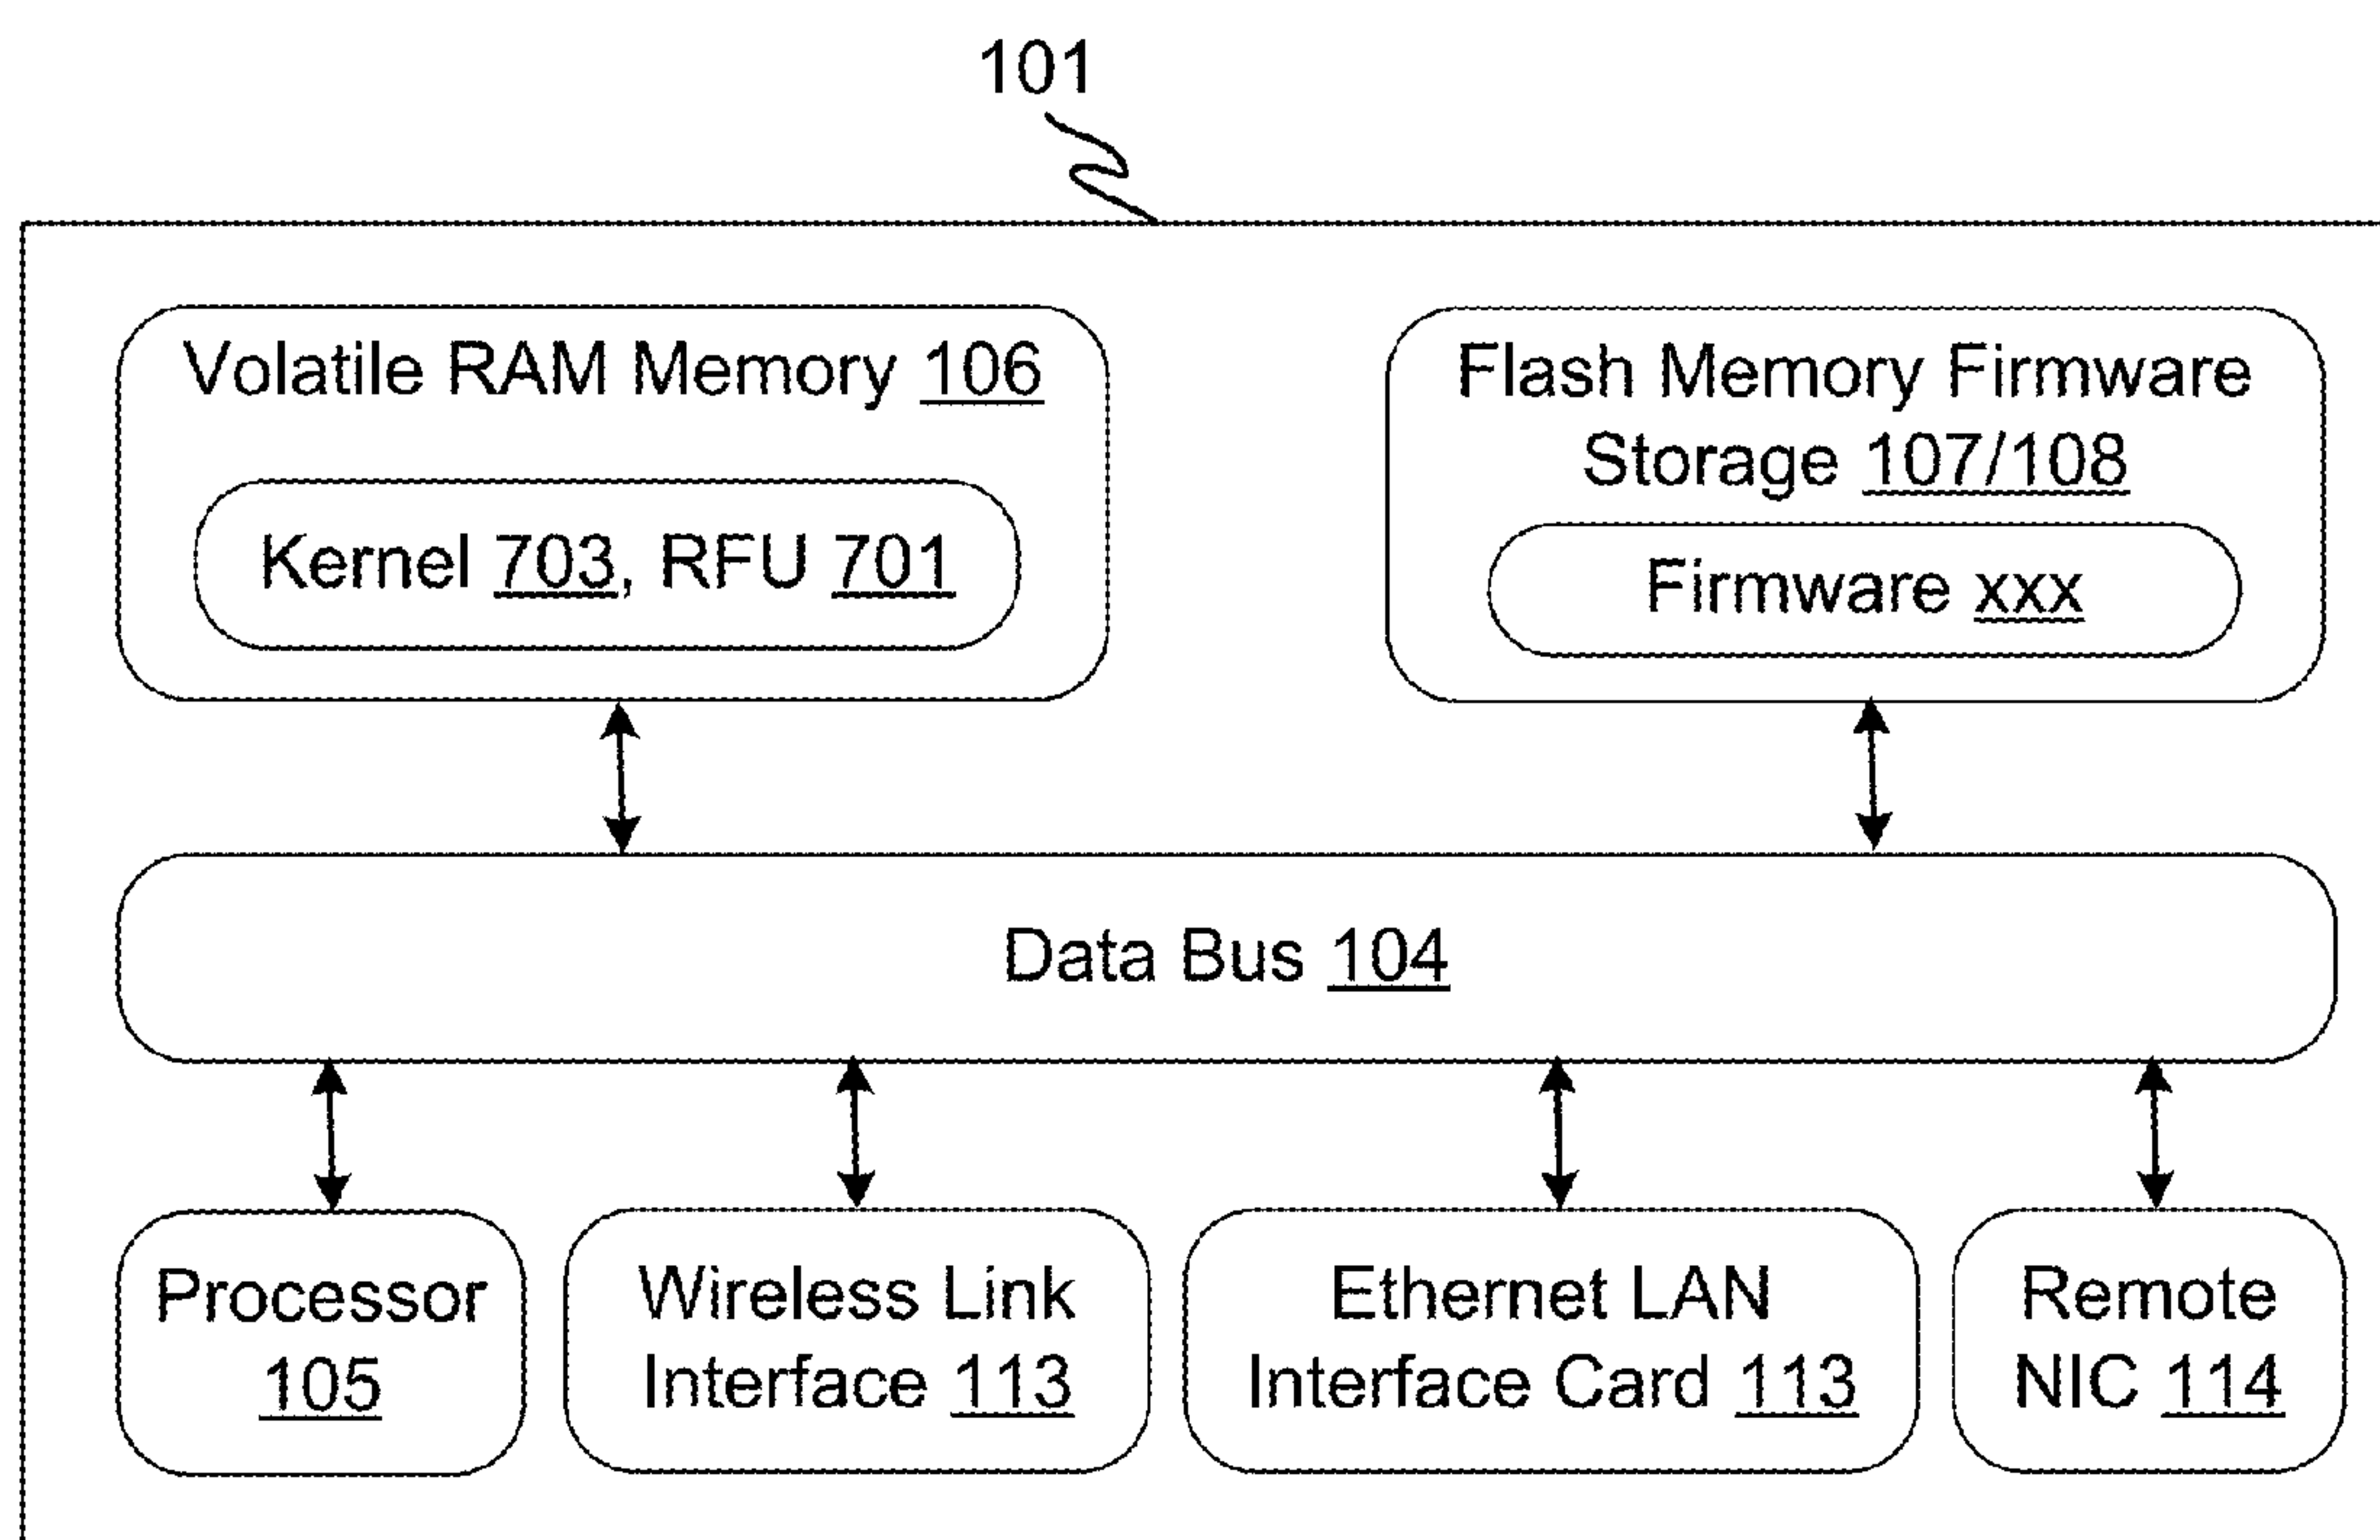 101
Volatile RAM Memory 106
Kernel 703, RFU 701
Flash Memory Firmware
Storage 107/108
Firmware xxx
Data Bus 104
Processor
105
Wireless Link
Interface 113
Ethernet LAN
Interface Card 113
Remote
NIC 114